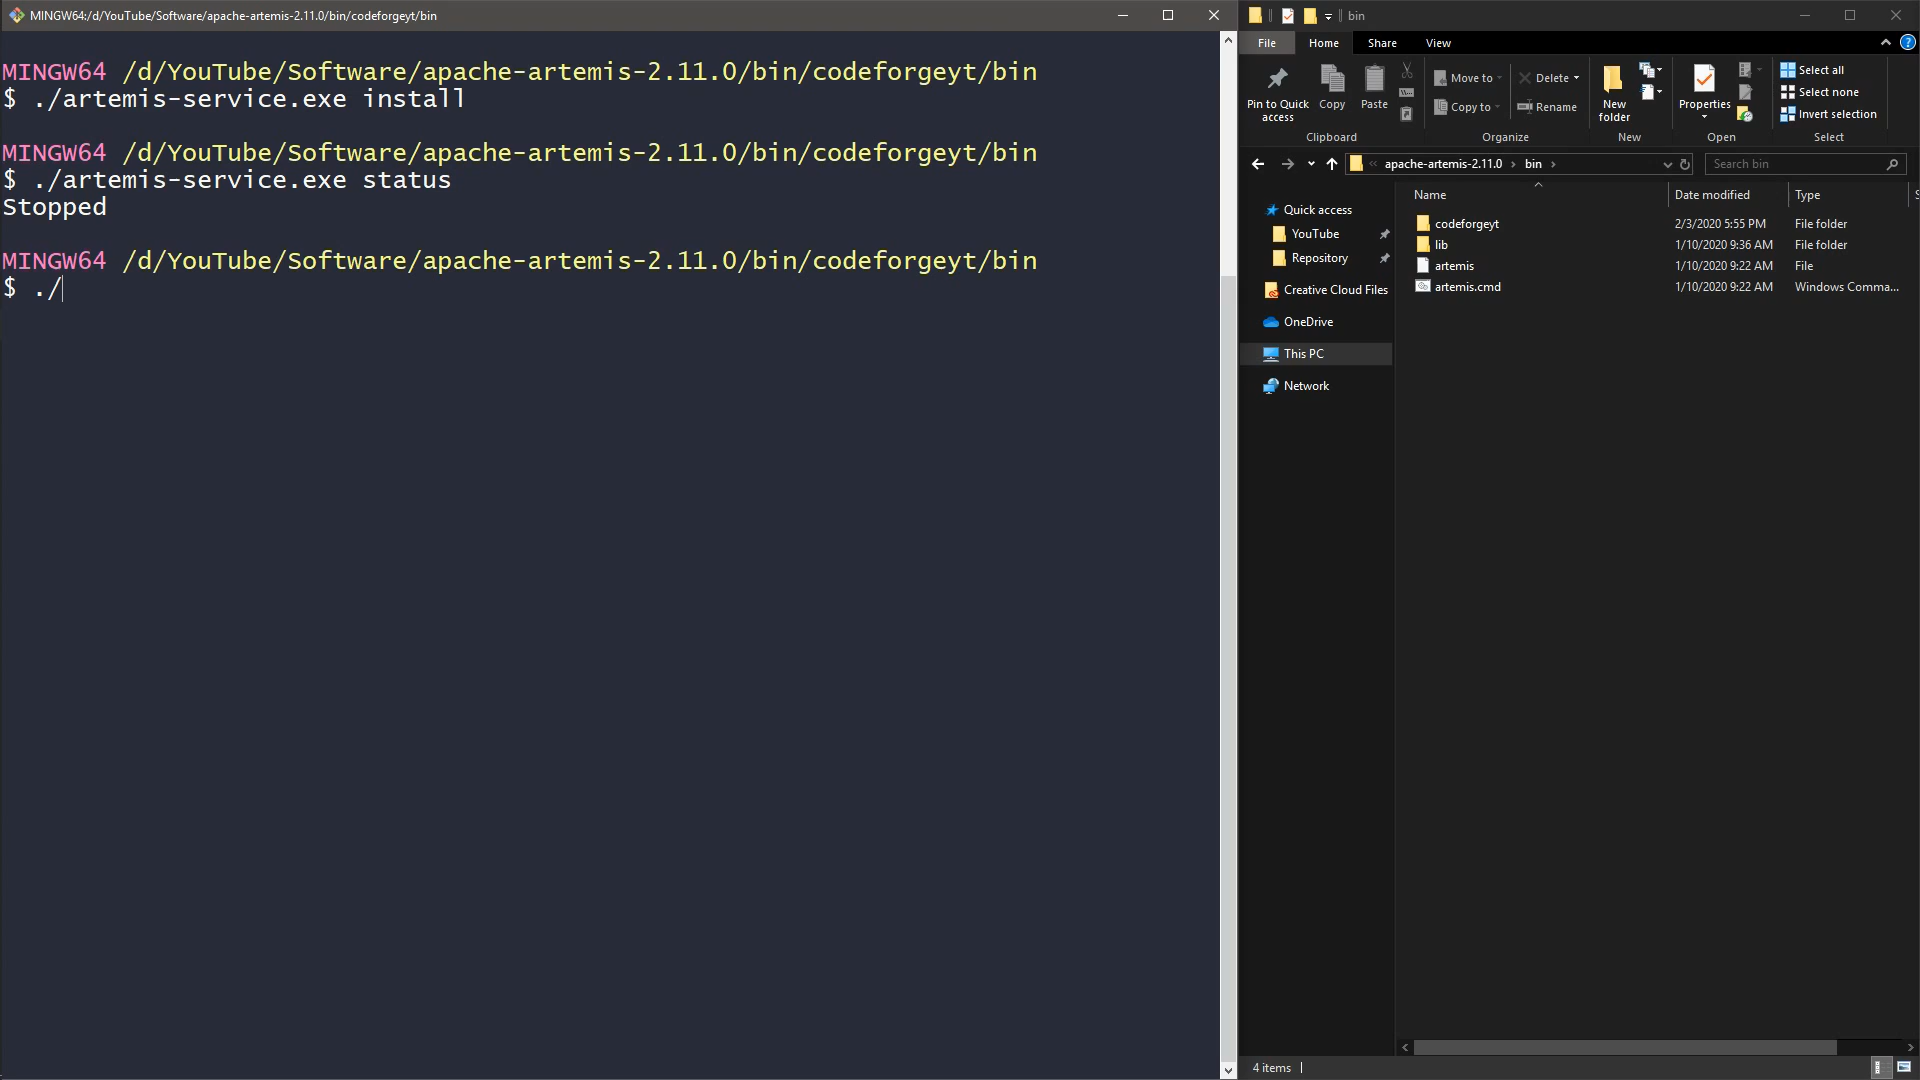 MINGW64:/d/YouTube/Software/apache-artemis-2.11.0/bin/codeforgeyt/bin
MINGW64 /d/YouTube/Software/apache-artemis-2.11.0/bin/codeforgeyt/bin
$ ./artemis-service.exe install
MINGW64 /d/YouTube/Software/apache-artemis-2.11.0/bin/codeforgeyt/bin
$ ./artemis-service.exe status
Stopped
MINGW64 /d/YouTube/Software/apache-artemis-2.11.0/bin/codeforgeyt/bin
$ ./
bin
File Home Share View
Pin to Quick access
Copy
Paste
Clipboard
Move to
Copy to
Delete
Rename
Organize
New folder
New
Properties
Open
Select all
Select none
Invert selection
Select
« apache-artemis-2.11.0 > bin >
Search bin
Quick access
YouTube
Repository
Creative Cloud Files
OneDrive
This PC
Network
Name Date modified Type
codeforgeyt 2/3/2020 5:55 PM File folder
lib 1/10/2020 9:36 AM File folder
artemis 1/10/2020 9:22 AM File
artemis.cmd 1/10/2020 9:22 AM Windows Comma...
4 items